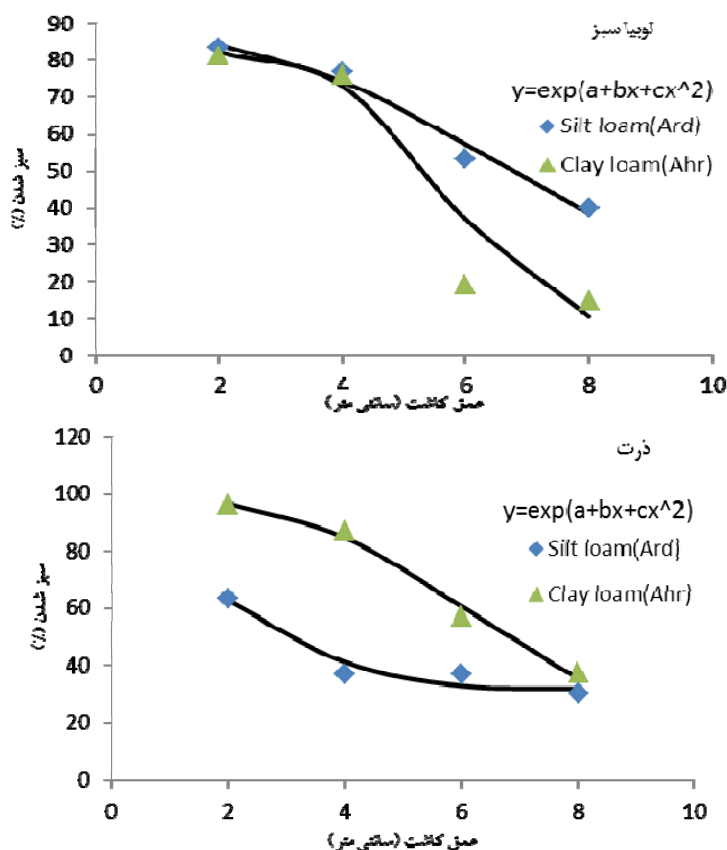 لوبیا سبز
y=exp(a+bx+cx^2)
Silt loam(Ard)
Clay loam(Ahr)
سبز شدن (٪)
90
80
70
60
50
40
30
20
10
0
0 2 4 6 8 10
عمق کاشت (سانتی متر)
ذرت
y=exp(a+bx+cx^2)
Silt loam(Ard)
Clay loam(Ahr)
سبز شدن (٪)
120
100
80
60
40
20
0
0 2 4 6 8 10
عمق کاشت (سانتی متر)